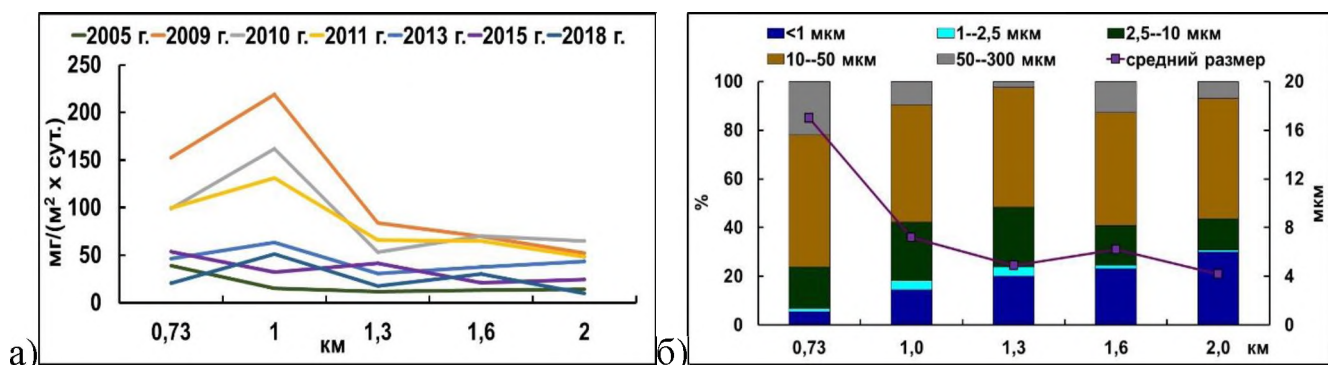 2005 г. 2009 г. 2010 г. 2011 г. 2013 г. 2015 г. 2018 г.
250
200
150
100
50
0
мг/(м² х сут.)
0,73 1 1,3 1,6 2
км
а)
<1 мкм 1--2,5 мкм 2,5--10 мкм
10--50 мкм 50--300 мкм средний размер
100
80
60
40
20
0
%
20
16
12
8
4
0
мкм
0,73 1,0 1,3 1,6 2,0 км
б)